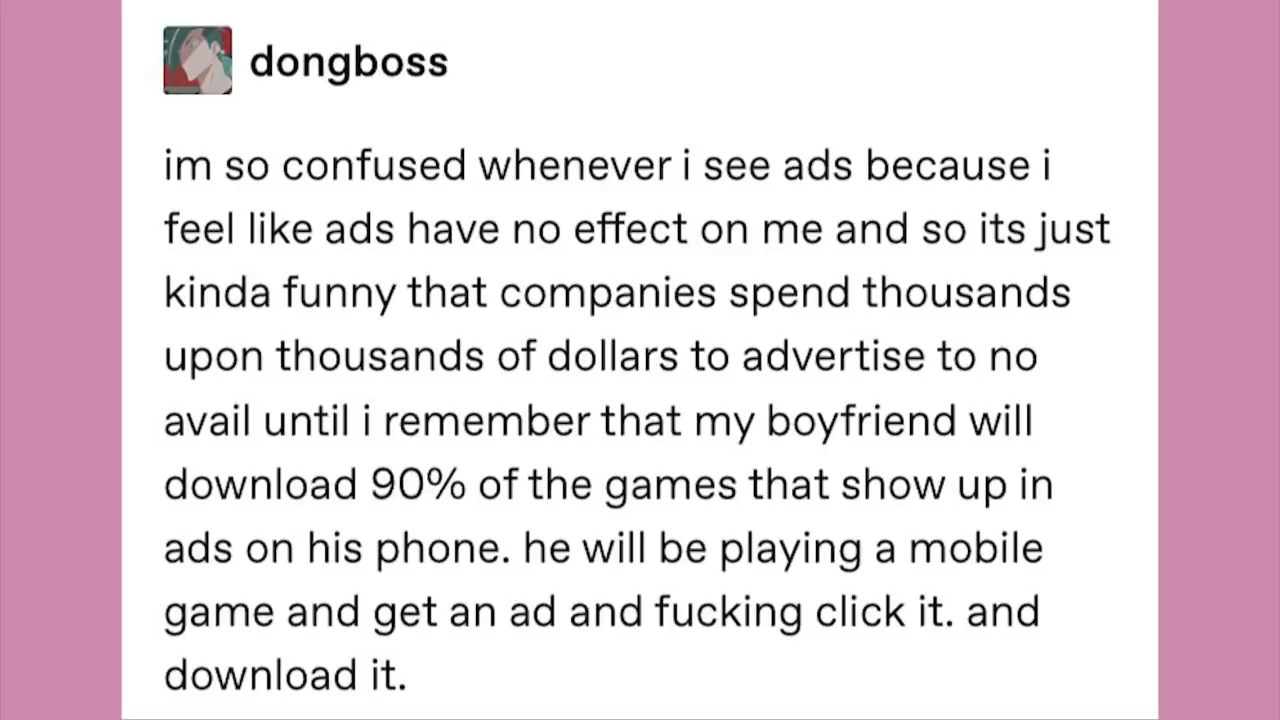 dongboss
im so confused whenever i see ads because i
feel like ads have no effect on me and so its just
kinda funny that companies spend thousands
upon thousands of dollars to advertise to no
avail until i remember that my boyfriend will
download 90% of the games that show up in
ads on his phone. he will be playing a mobile
game and get an ad and fucking click it. and
download it.